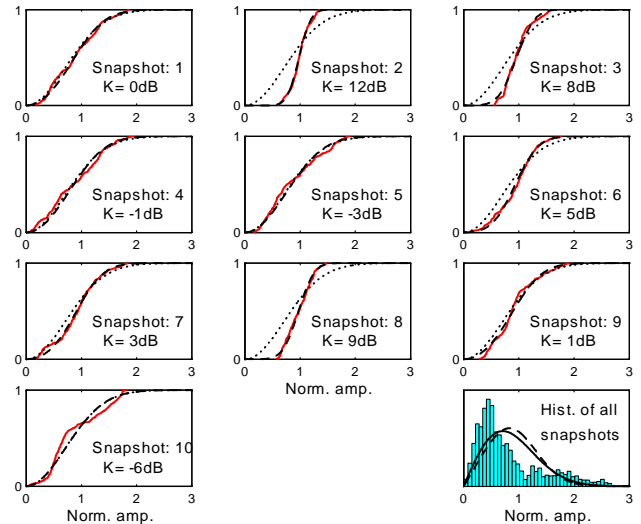 1
Snapshot: 1
K= 0dB
0
0 1 2 3
1
Snapshot: 2
K= 12dB
0
0 1 2 3
1
Snapshot: 3
K= 8dB
0
0 1 2 3
1
Snapshot: 4
K= -1dB
0
0 1 2 3
1
Snapshot: 5
K= -3dB
0
0 1 2 3
1
Snapshot: 6
K= 5dB
0
0 1 2 3
1
Snapshot: 7
K= 3dB
0
0 1 2 3
1
Snapshot: 8
K= 9dB
0
0 1 2 3
Norm. amp.
1
Snapshot: 9
K= 1dB
0
0 1 2 3
1
Snapshot: 10
K= -6dB
0
0 1 2 3
Norm. amp.
Hist. of all
snapshots
0 1 2 3
Norm. amp.